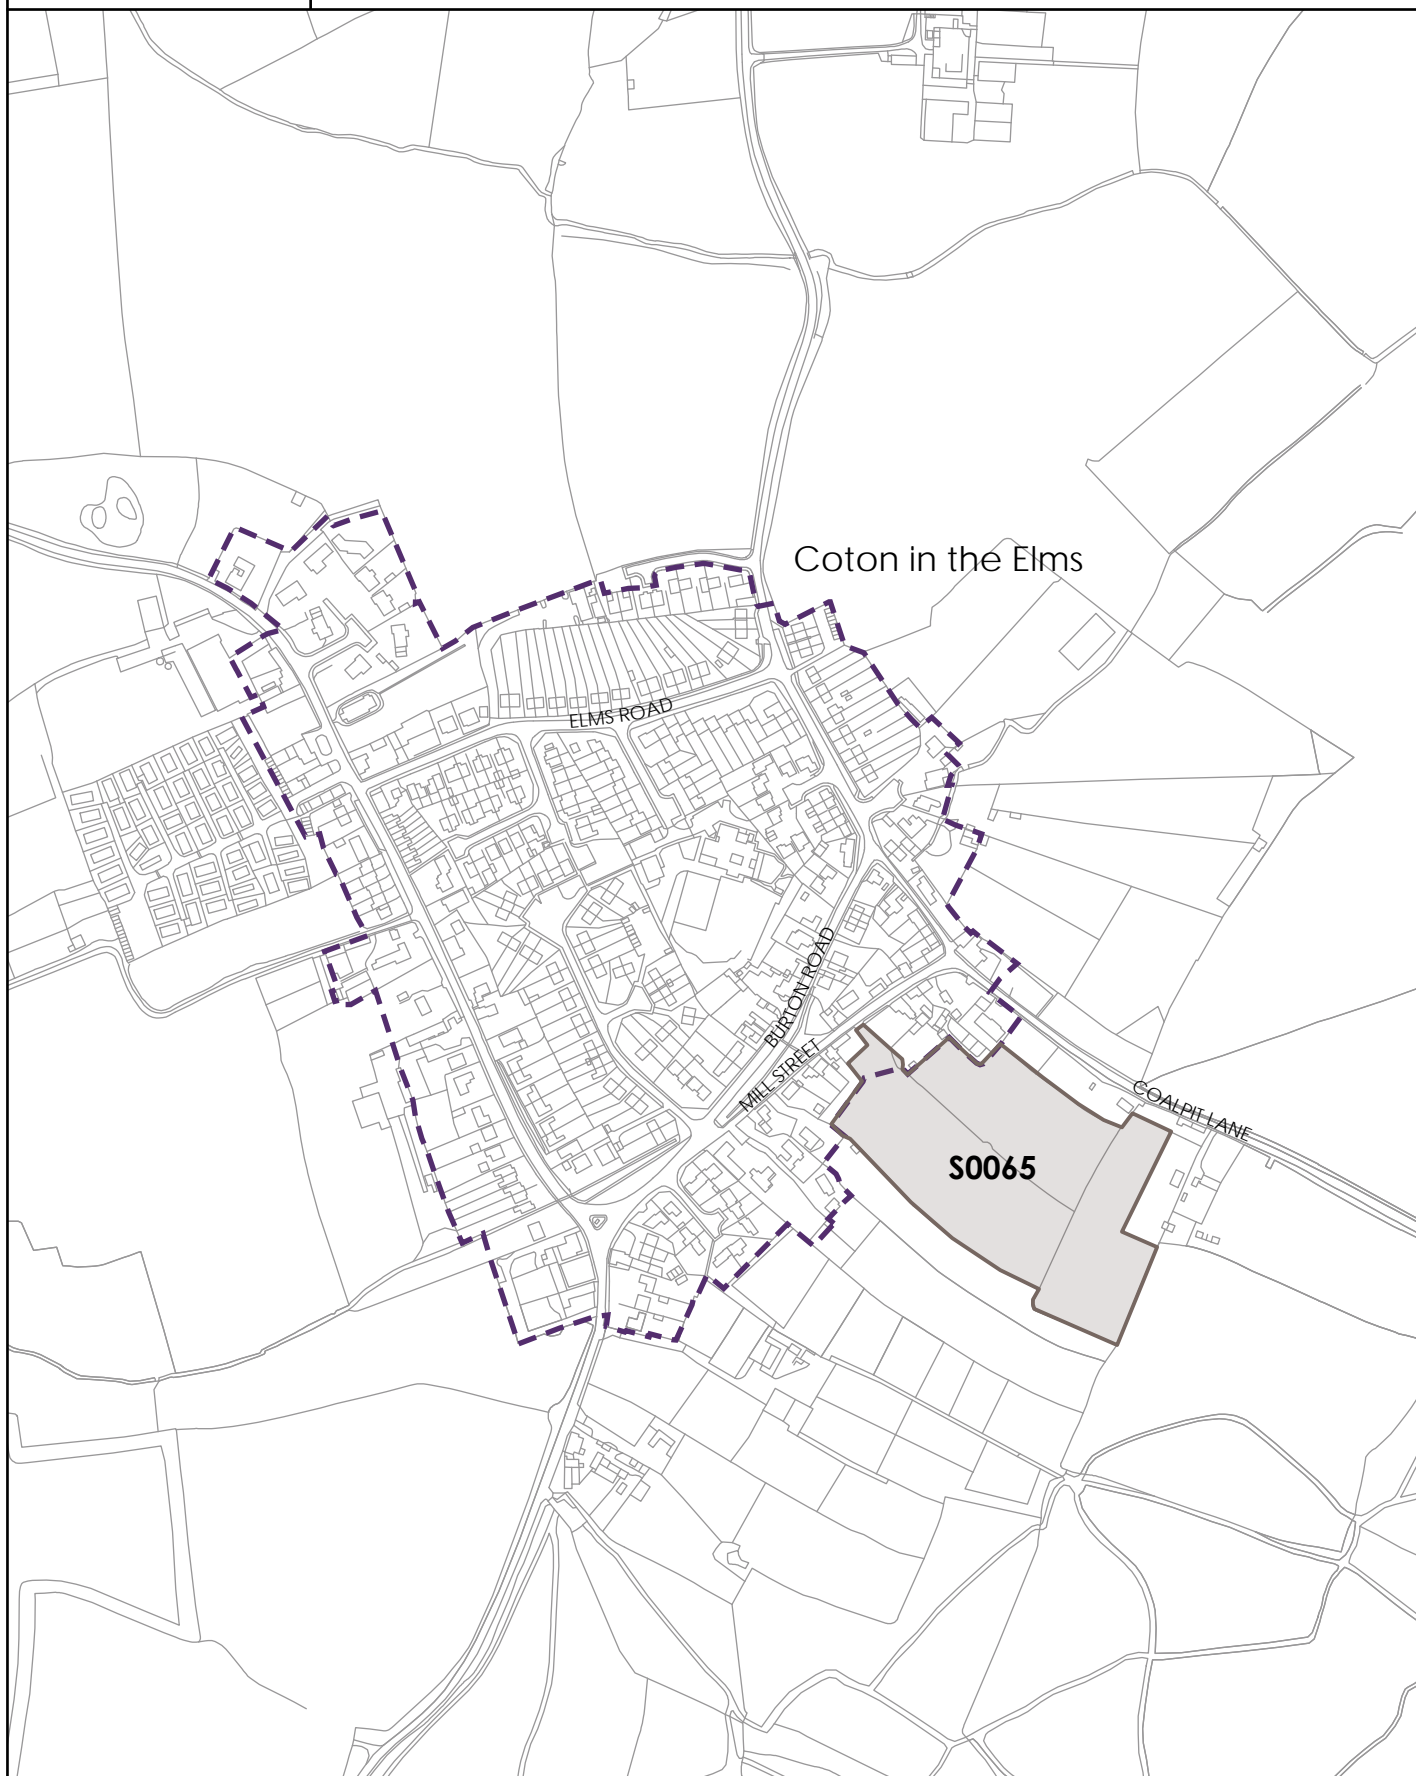 Coton in the Elms
ELMS ROAD
BURTON ROAD
MILL STREET
COALPIT LANE
S0065